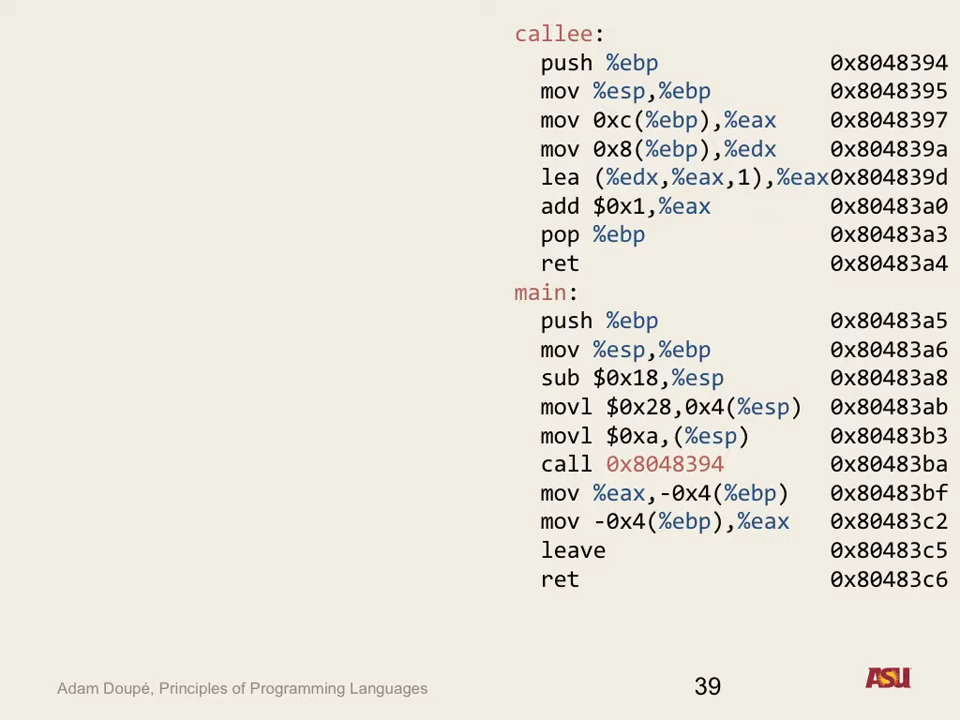 callee:
push %ebp 0x8048394
mov %esp,%ebp 0x8048395
mov 0xc(%ebp),%eax 0x8048397
mov 0x8(%ebp),%edx 0x804839a
lea (%edx,%eax,1),%eax0x804839d
add $0x1,%eax 0x80483a0
pop %ebp 0x80483a3
ret 0x80483a4
main:
push %ebp 0x80483a5
mov %esp,%ebp 0x80483a6
sub $0x18,%esp 0x80483a8
movl $0x28,0x4(%esp) 0x80483ab
movl $0xa,(%esp) 0x80483b3
call 0x8048394 0x80483ba
mov %eax,-0x4(%ebp) 0x80483bf
mov -0x4(%ebp),%eax 0x80483c2
leave 0x80483c5
ret 0x80483c6
Adam Doupé, Principles of Programming Languages
39
ASU